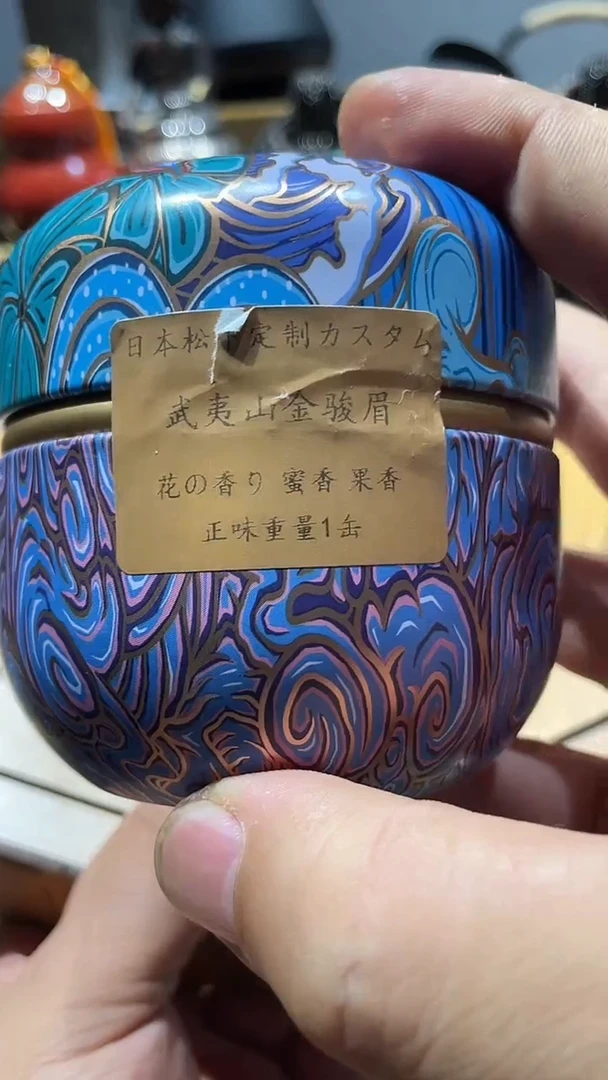 日本松下定制カスタム
武夷山金骏眉
花の香り 蜜香 果香
正味重量1缶